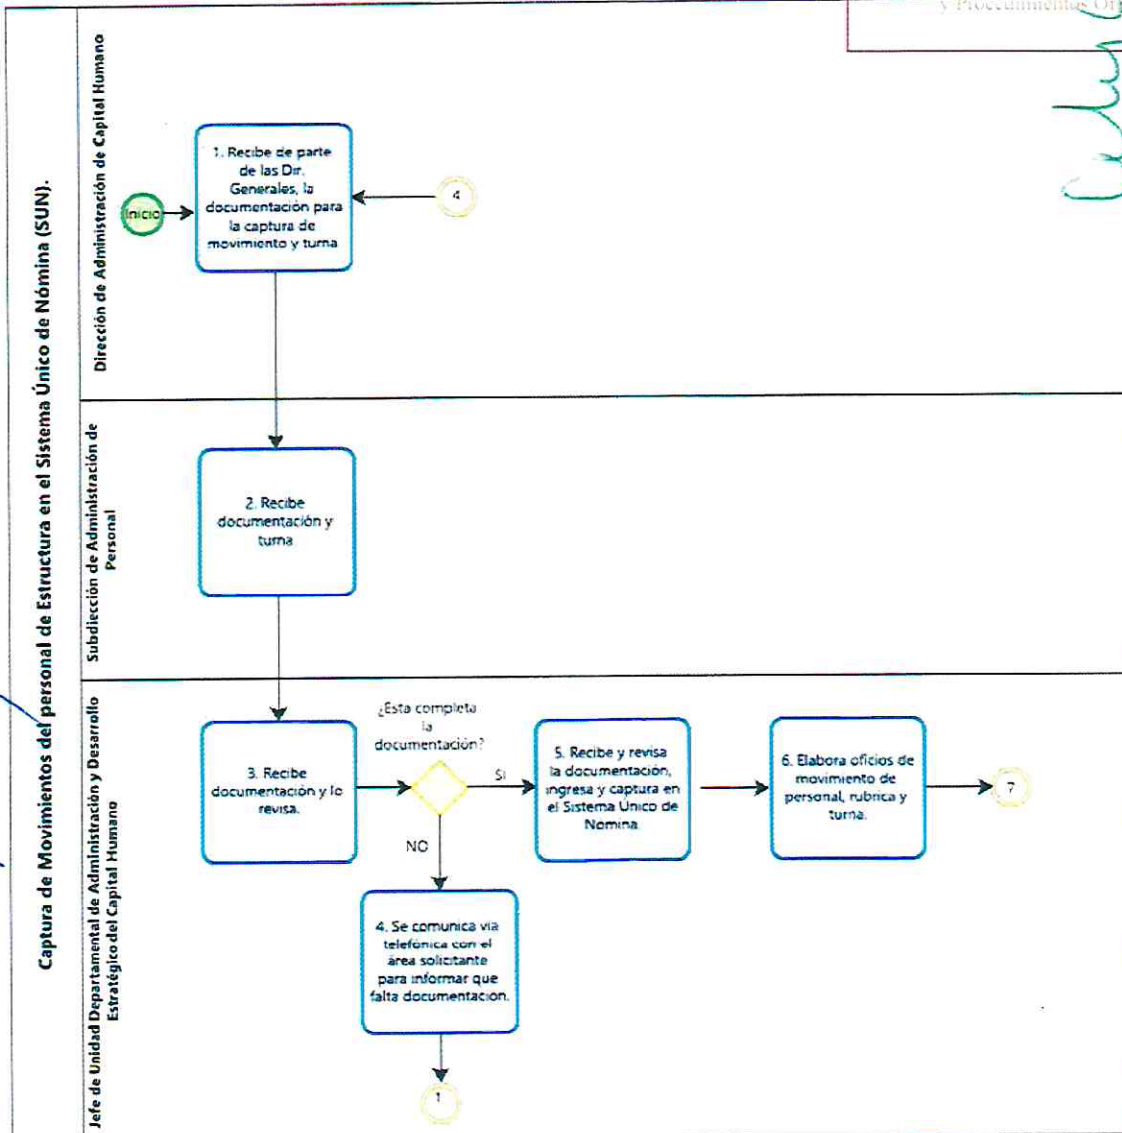 y Procedimientos
Captura de Movimientos del personal de Estructura en el Sistema Único de Nómina (SUN).
Dirección de Administración de Capital Humano
Inicio
1. Recibe de parte
de las Dir.
Generales, la
documentación para
la captura de
movimiento y turna
4
Subdiección de Administración de
Personal
2. Recibe
documentación y
turna
Jefe de Unidad Departamental de Administración y Desarrollo
Estratégico del Capital Humano
3. Recibe
documentación y lo
revisa.
¿Esta completa
la
documentación?
SI
NO
5. Recibe y revisa
la documentación,
ingresa y captura en
el Sistema Único de
Nomina.
6. Elabora oficios de
movimiento de
personal, rubrica y
turna.
7
4. Se comunica vía
telefónica con el
área solicitante
para informar que
falta documentación.
1